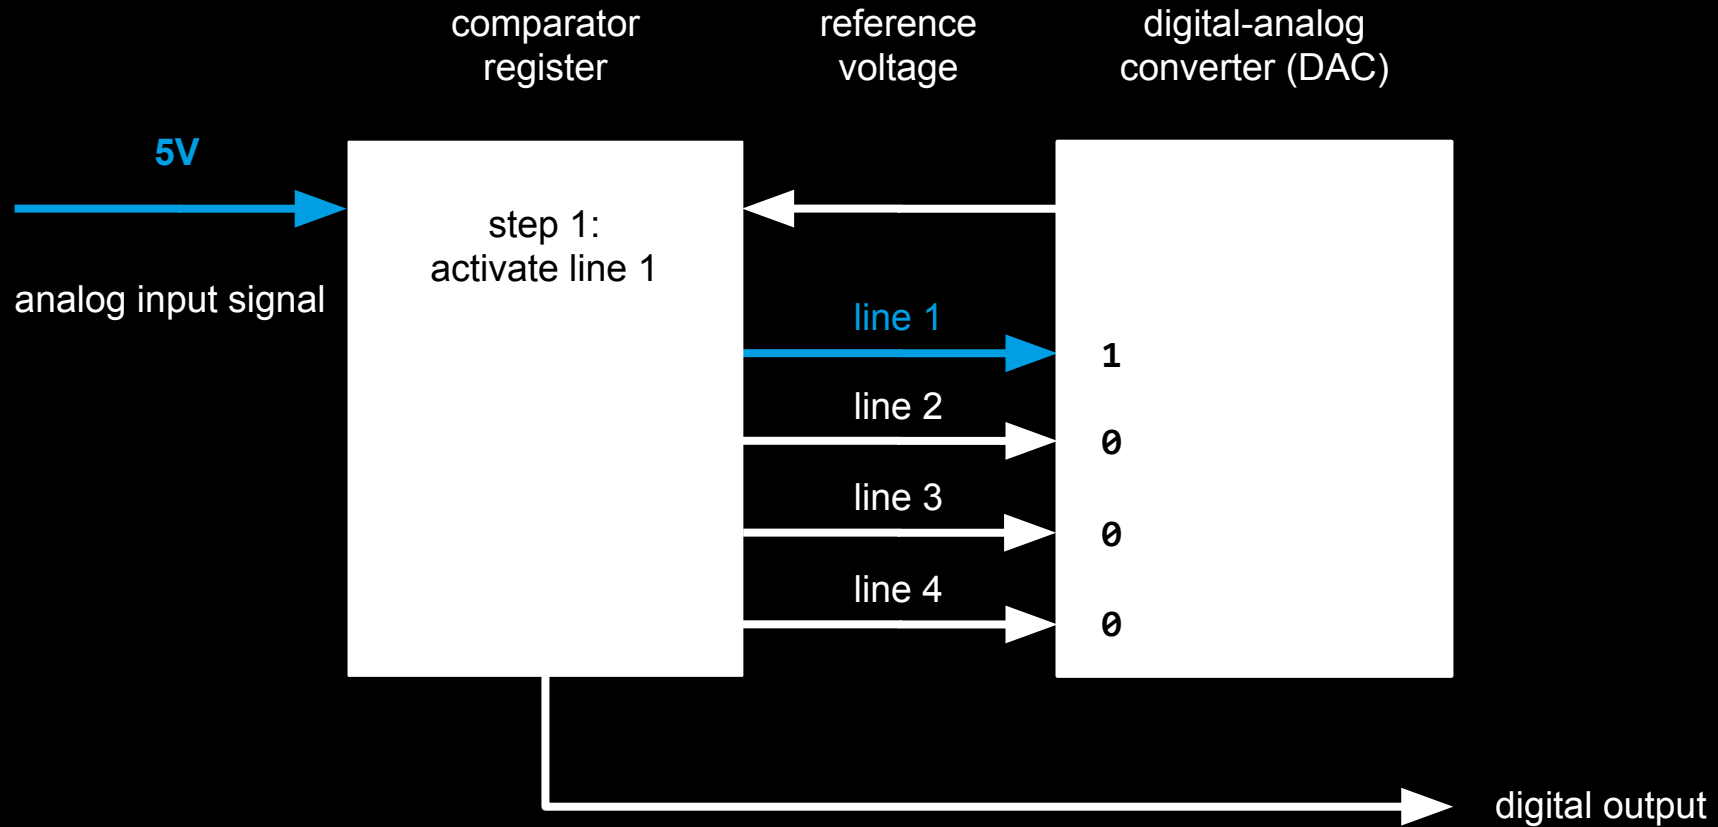 comparator
register
reference
voltage
digital-analog
converter (DAC)
5V
analog input signal
step 1:
activate line 1
line 1
1
line 2
0
line 3
0
line 4
0
digital output